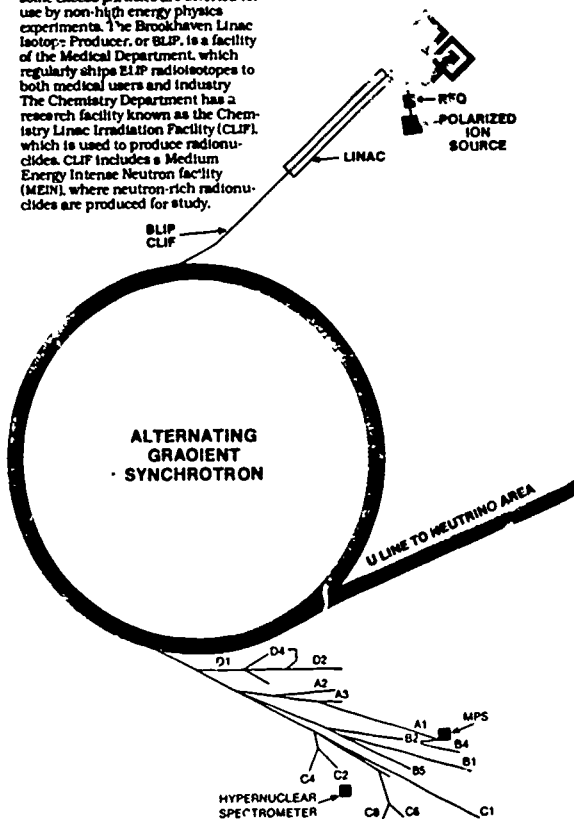 use by non-high energy physics
experiments. The Brookhaven Linac
Isotope Producer, or BLIP, is a facility
of the Medical Department, which
regularly ships BLIP radioisotopes to
both medical users and industry
The Chemistry Department has a
research facility known as the Chem-
istry Linac Irradiation Facility (CLIF),
which is used to produce radionu-
clides. CLIF includes a Medium
Energy Intense Neutron facility
(MEIN), where neutron-rich radionu-
clides are produced for study.
RFQ
POLARIZED
ION
SOURCE
LINAC
BLIP
CLIF
ALTERNATING
GRADIENT
SYNCHROTRON
U LINE TO NEUTRINO AREA
D4
D1
D2
A2
A3
A1
MPS
B2
B4
B1
B5
C4
C2
HYPERNUCLEAR
SPECTROMETER
C8
C6
C1